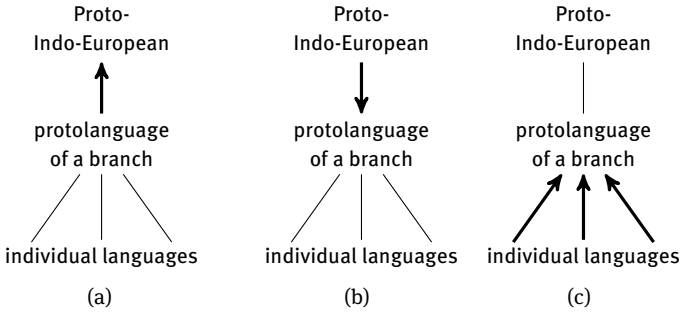 Proto-
Indo-European
protolanguage
of a branch
individual languages
(a)
Proto-
Indo-European
protolanguage
of a branch
individual languages
(b)
Proto-
Indo-European
protolanguage
of a branch
individual languages
(c)